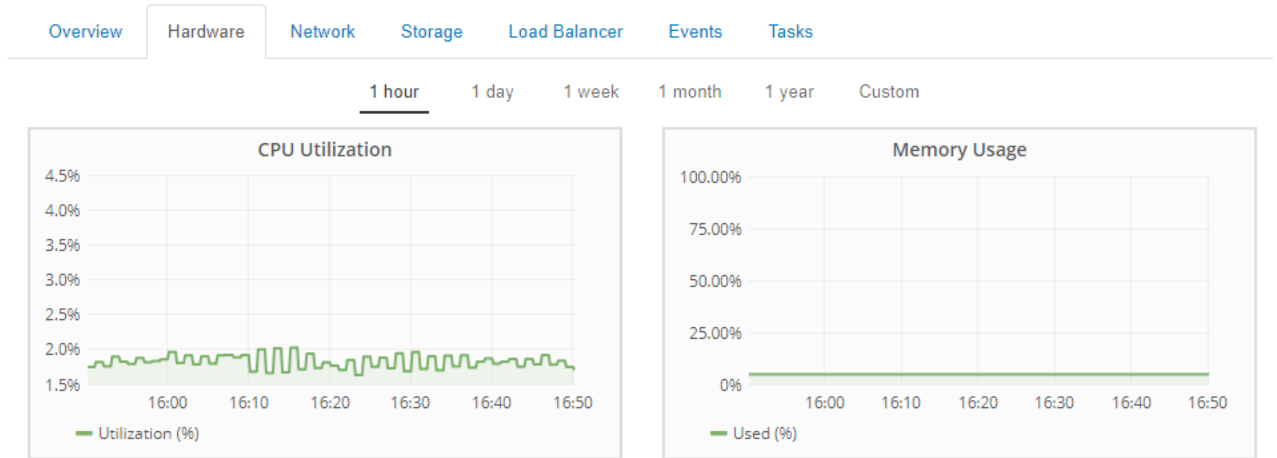 Overview Hardware Network Storage Load Balancer Events Tasks
1 hour 1 day 1 week 1 month 1 year Custom
CPU Utilization
4.5%
4.0%
3.5%
3.0%
2.5%
2.0%
1.5%
16:00 16:10 16:20 16:30 16:40 16:50
Utilization (%)
Memory Usage
100.00%
75.00%
50.00%
25.00%
0%
16:00 16:10 16:20 16:30 16:40 16:50
Used (%)